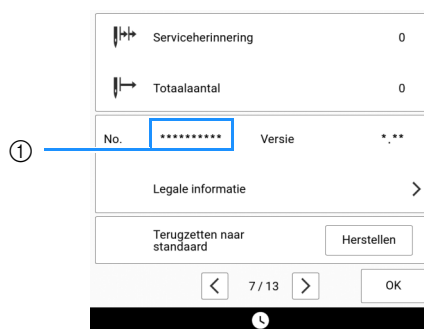 Serviceherinnering 0
Totaalaantal 0
① No. ********** Versie *.**
Legale informatie
Terugzetten naar
standaard
Herstellen
7 / 13
OK